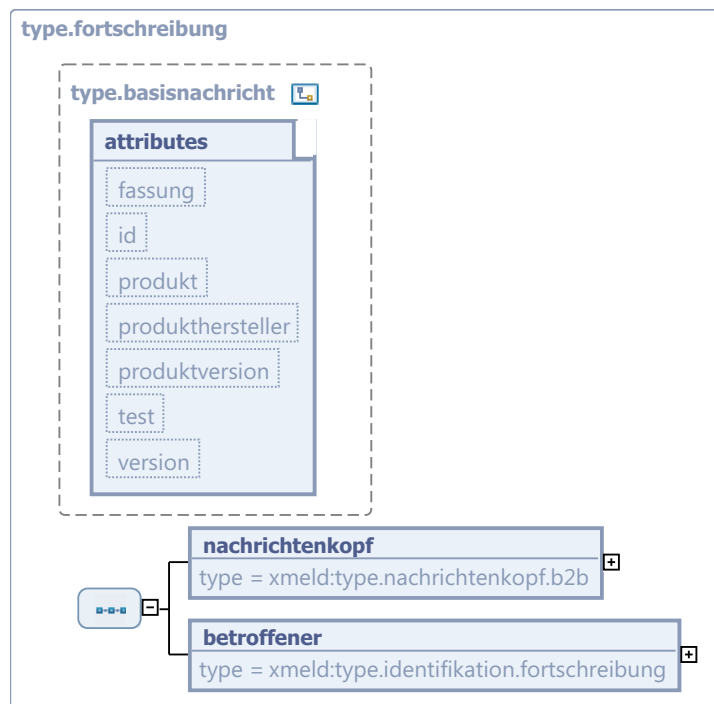 type.fortschreibung
type.basisnachricht
attributes
fassung
id
produkt
produkthersteller
produktversion
test
version
nachrichtenkopf
type = xmeld:type.nachrichtenkopf.b2b
betroffener
type = xmeld:type.identifikation.fortschreibung